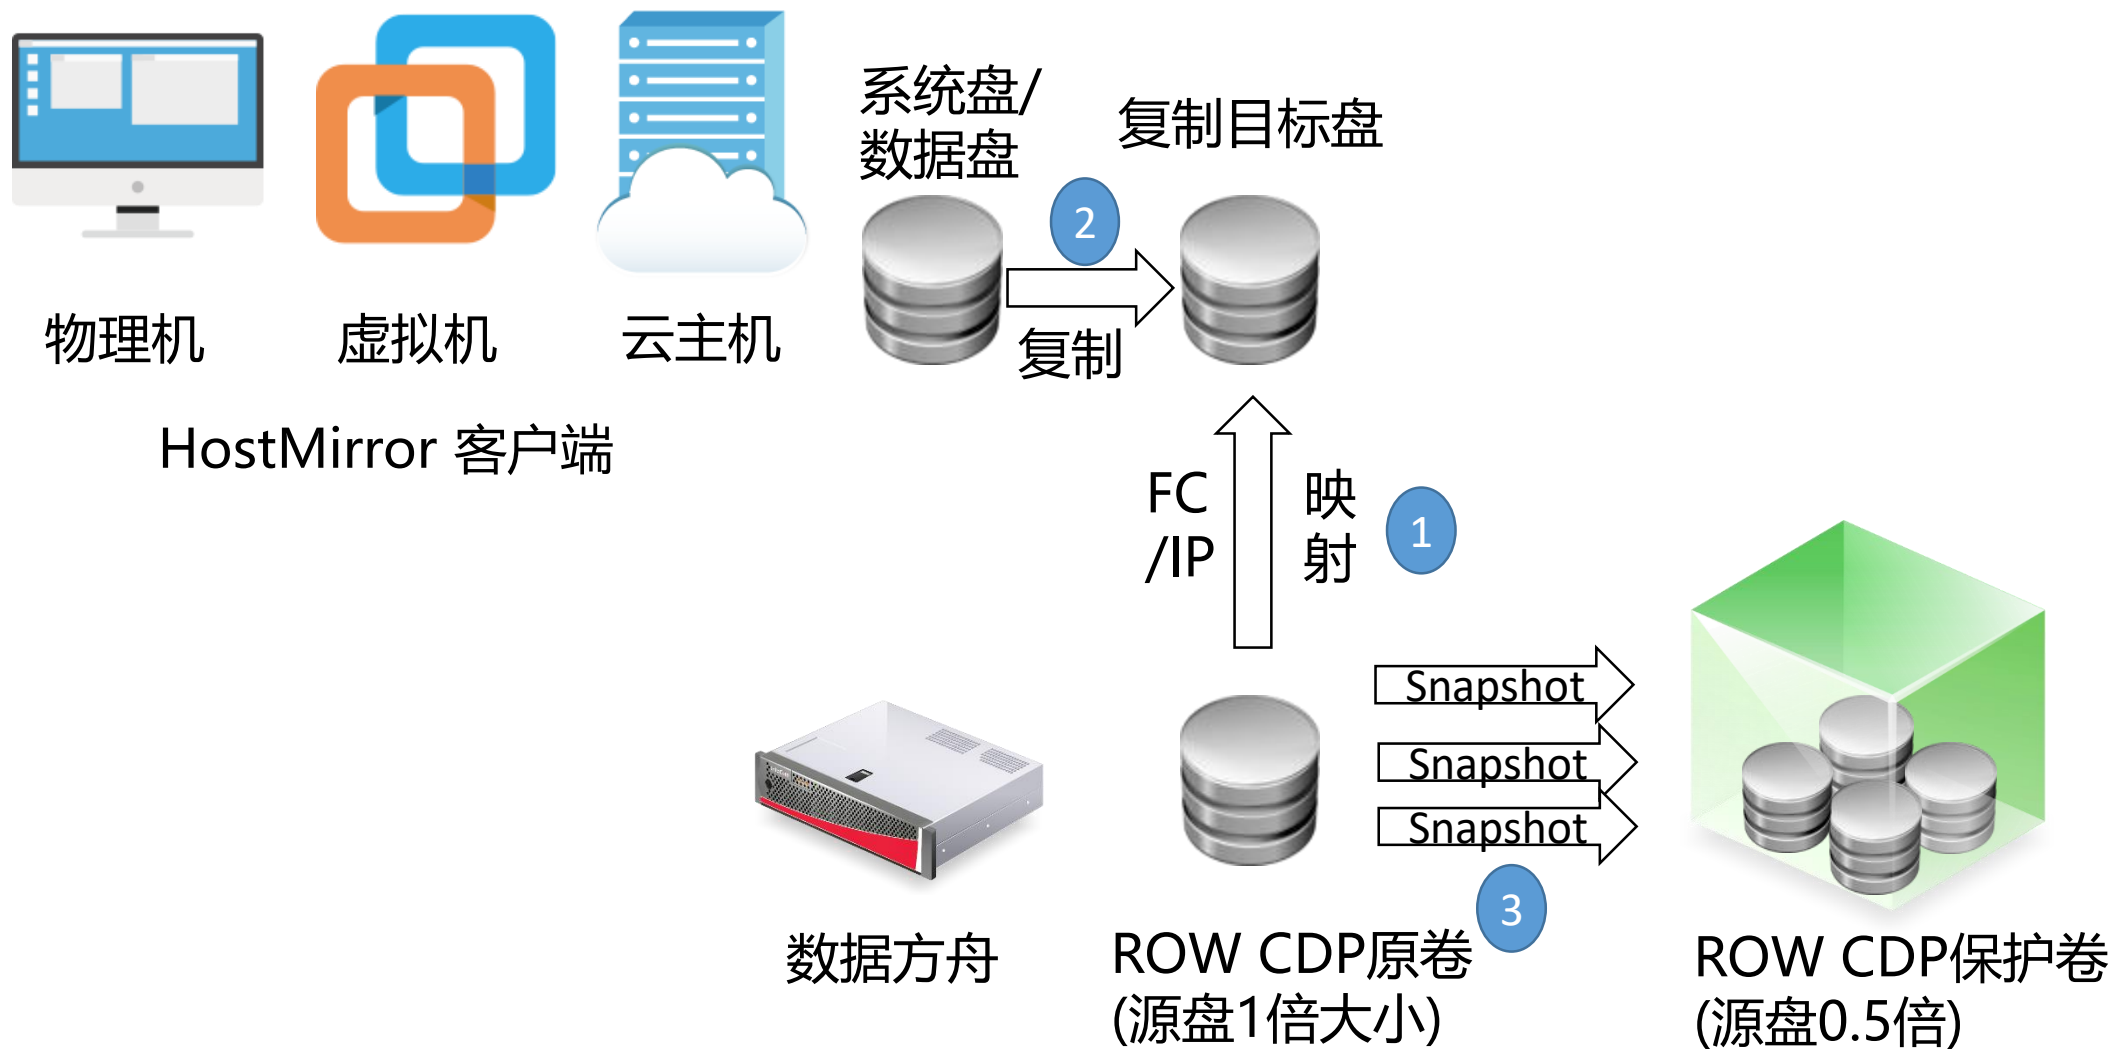 系统盘/
数据盘
复制目标盘
2
复制
物理机
虚拟机
云主机
HostMirror 客户端
FC
/IP
映
射
1
Snapshot
Snapshot
Snapshot
3
数据方舟
ROW CDP原卷
(源盘1倍大小)
ROW CDP保护卷
(源盘0.5倍)